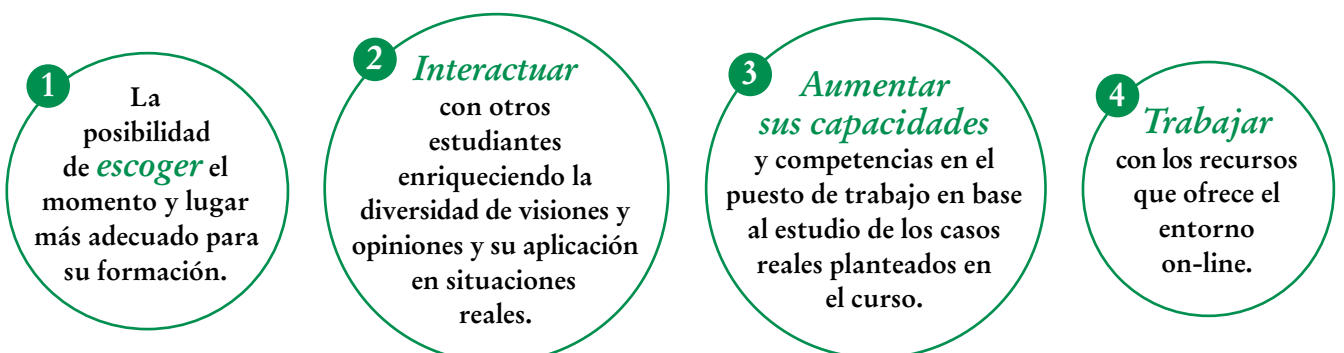 1
La
posibilidad
de escoger el
momento y lugar
más adecuado para
su formación.
2
Interactuar
con otros
estudiantes
enriqueciendo la
diversidad de visiones y
opiniones y su aplicación
en situaciones
reales.
3
Aumentar
sus capacidades
y competencias en el
puesto de trabajo en base
al estudio de los casos
reales planteados en
el curso.
4
Trabajar
con los recursos
que ofrece el
entorno
on-line.